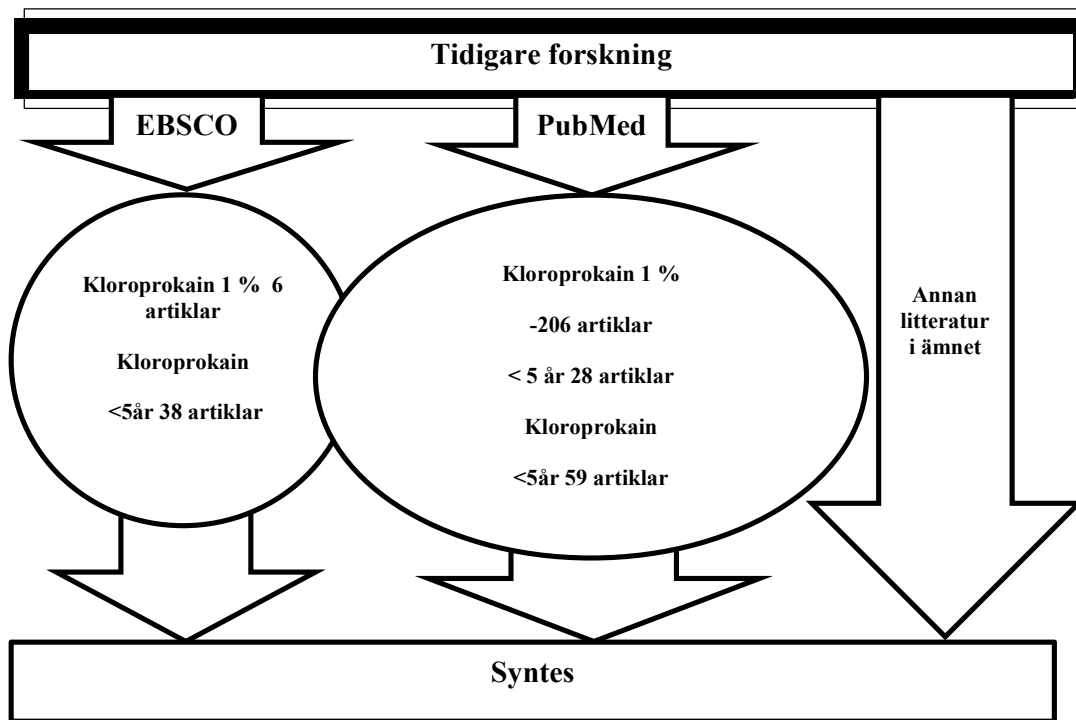 Tidigare forskning
EBSCO
PubMed
Kloroprokain 1 %  6
artiklar
Kloroprokain
<5år 38 artiklar
Kloroprokain 1 %
-206 artiklar
< 5 år 28 artiklar
Kloroprokain
<5år 59 artiklar
Annan
litteratur
i ämnet
Syntes